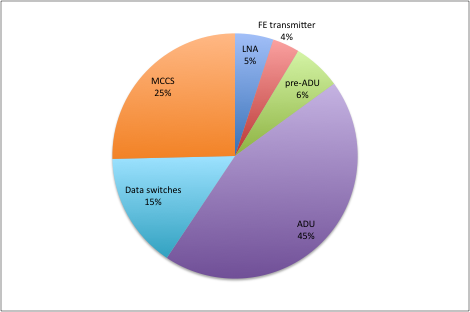 FE transmitter
4%
LNA
5%
pre-ADU
6%
MCCS
25%
Data switches
15%
ADU
45%